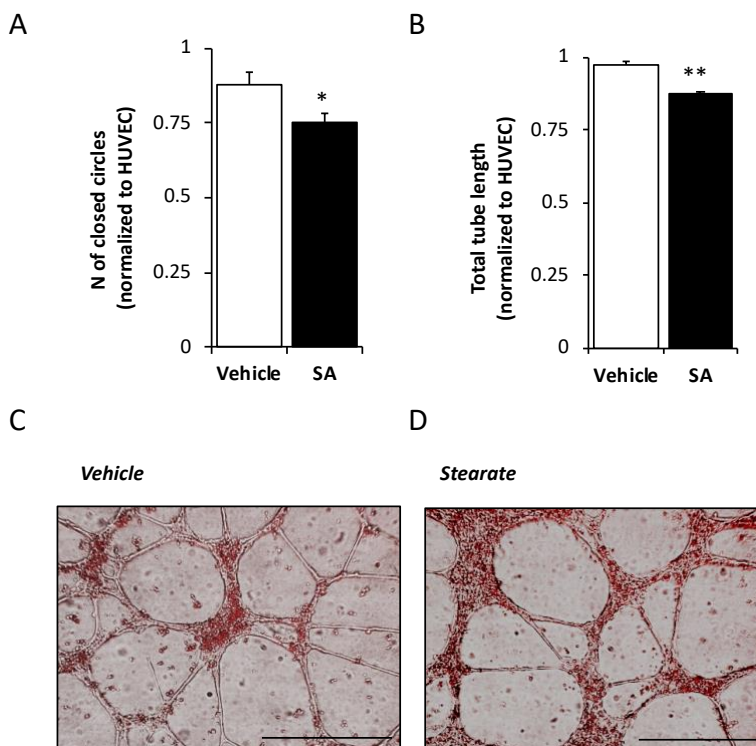 A
N of closed circles
(normalized to HUVEC)
1
0.75
0.5
0.25
0
*
Vehicle SA
B
Total tube length
(normalized to HUVEC)
1
0.75
0.5
0.25
0
**
Vehicle SA
C
Vehicle
D
Stearate